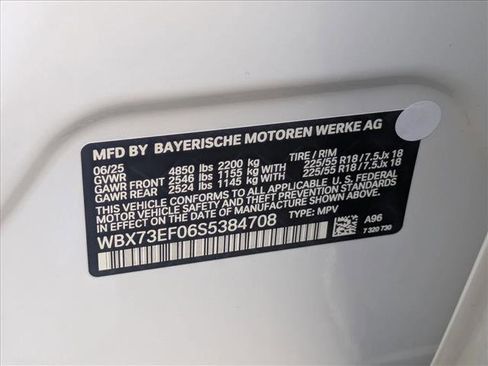 MFD BY BAYERISCHE MOTOREN WERKE AG
06/25 TIRE / RIM
GVWR 4850 lbs 2200 kg
GAWR FRONT 2546 lbs 1155 kg WITH 225/55 R18 / 7.5Jx 18
GAWR REAR 2524 lbs 1145 kg WITH 225/55 R18 / 7.5Jx 18
THIS VEHICLE CONFORMS TO ALL APPLICABLE U.S. FEDERAL
MOTOR VEHICLE SAFETY, BUMPER, AND THEFT PREVENTION STANDARDS
IN EFFECT ON THE DATE OF MANUFACTURE SHOWN ABOVE.
WBX73EF06S5384708 TYPE: MPV A96
7 320 730